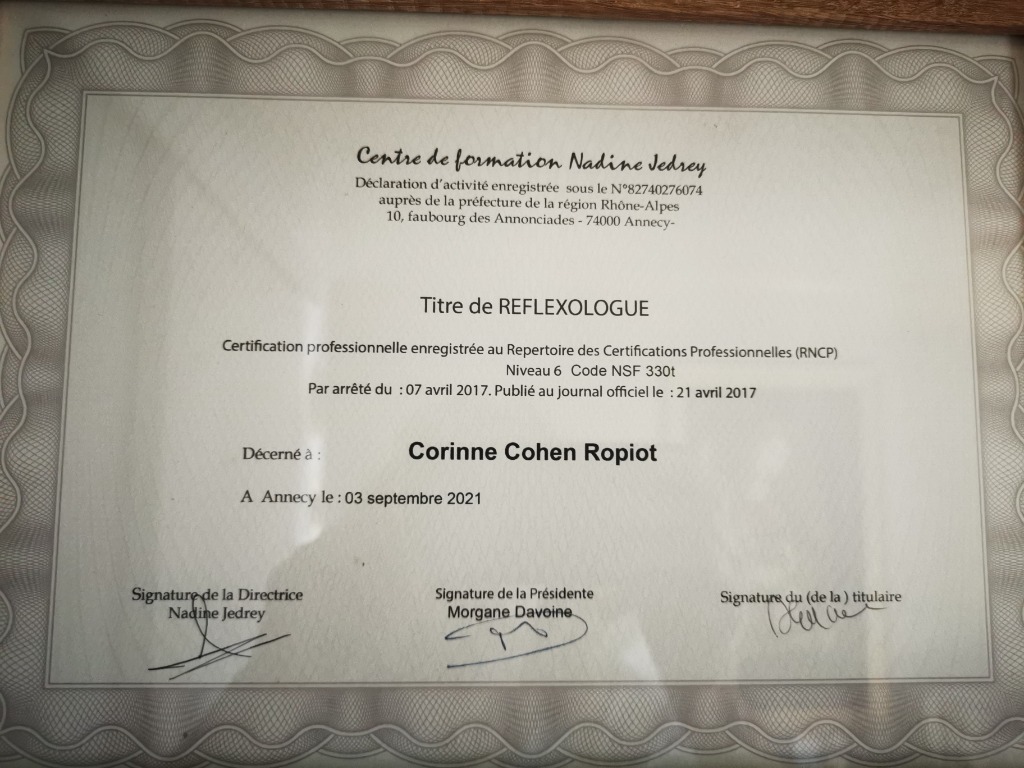 Centre de formation Nadine Jedrey
Déclaration d'activité enregistrée sous le N°82740276074
auprès de la préfecture de la région Rhône-Alpes
10, faubourg des Annonciades - 74000 Annecy-
Titre de REFLEXOLOGUE
Certification professionnelle enregistrée au Repertoire des Certifications Professionnelles (RNCP)
Niveau 6 Code NSF 330t
Par arrêté du : 07 avril 2017. Publié au journal officiel le : 21 avril 2017
Décerné à : Corinne Cohen Ropiot
A Annecy le : 03 septembre 2021
Signature de la Directrice
Nadine Jedrey
Signature de la Présidente
Morgane Davoine
Signature du (de la ) titulaire